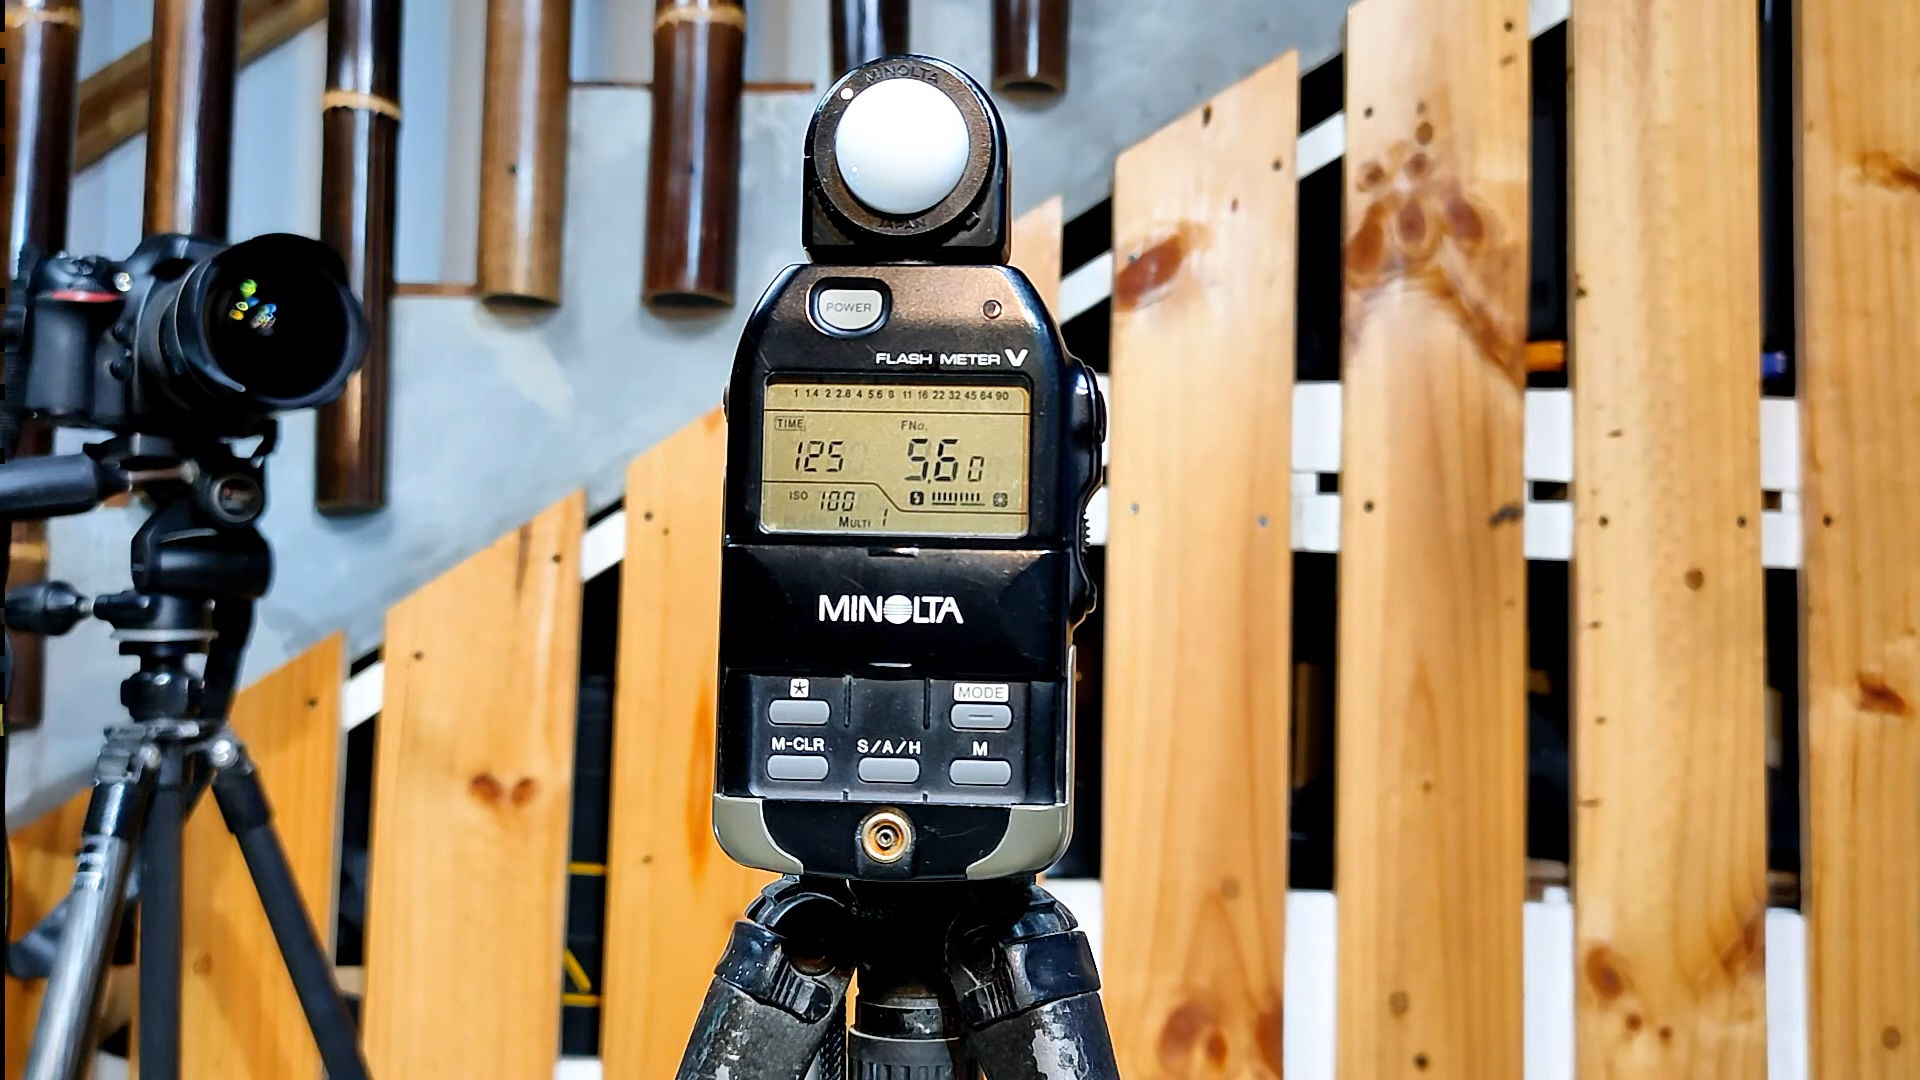 MINOLTA
JAPAN
POWER
FLASH METER V
1 1.4 2 2.8 4 5.6 8 11 16 22 32 45 64 90
TIME FNo.
125 5.6 0
ISO 100
MULTI 1
MINOLTA
MODE
M-CLR S/A/H M